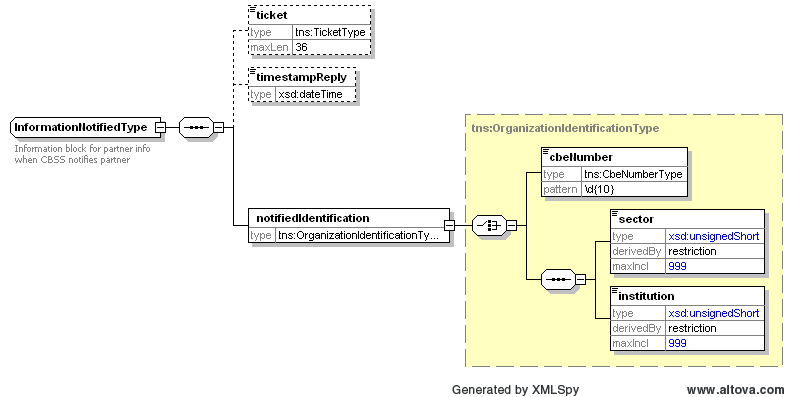 ticket
type tns:TicketType
maxLen 36
timestampReply
type xsd:dateTime
InformationNotifiedType
Information block for partner info
when CBSS notifies partner
notifiedIdentification
type tns:OrganizationIdentificationTy...
tns:OrganizationIdentificationType
cbeNumber
type tns:CbeNumberType
pattern \d{10}
sector
type xsd:unsignedShort
derivedBy restriction
maxIncl 999
institution
type xsd:unsignedShort
derivedBy restriction
maxIncl 999
Generated by XMLSpy www.altova.com